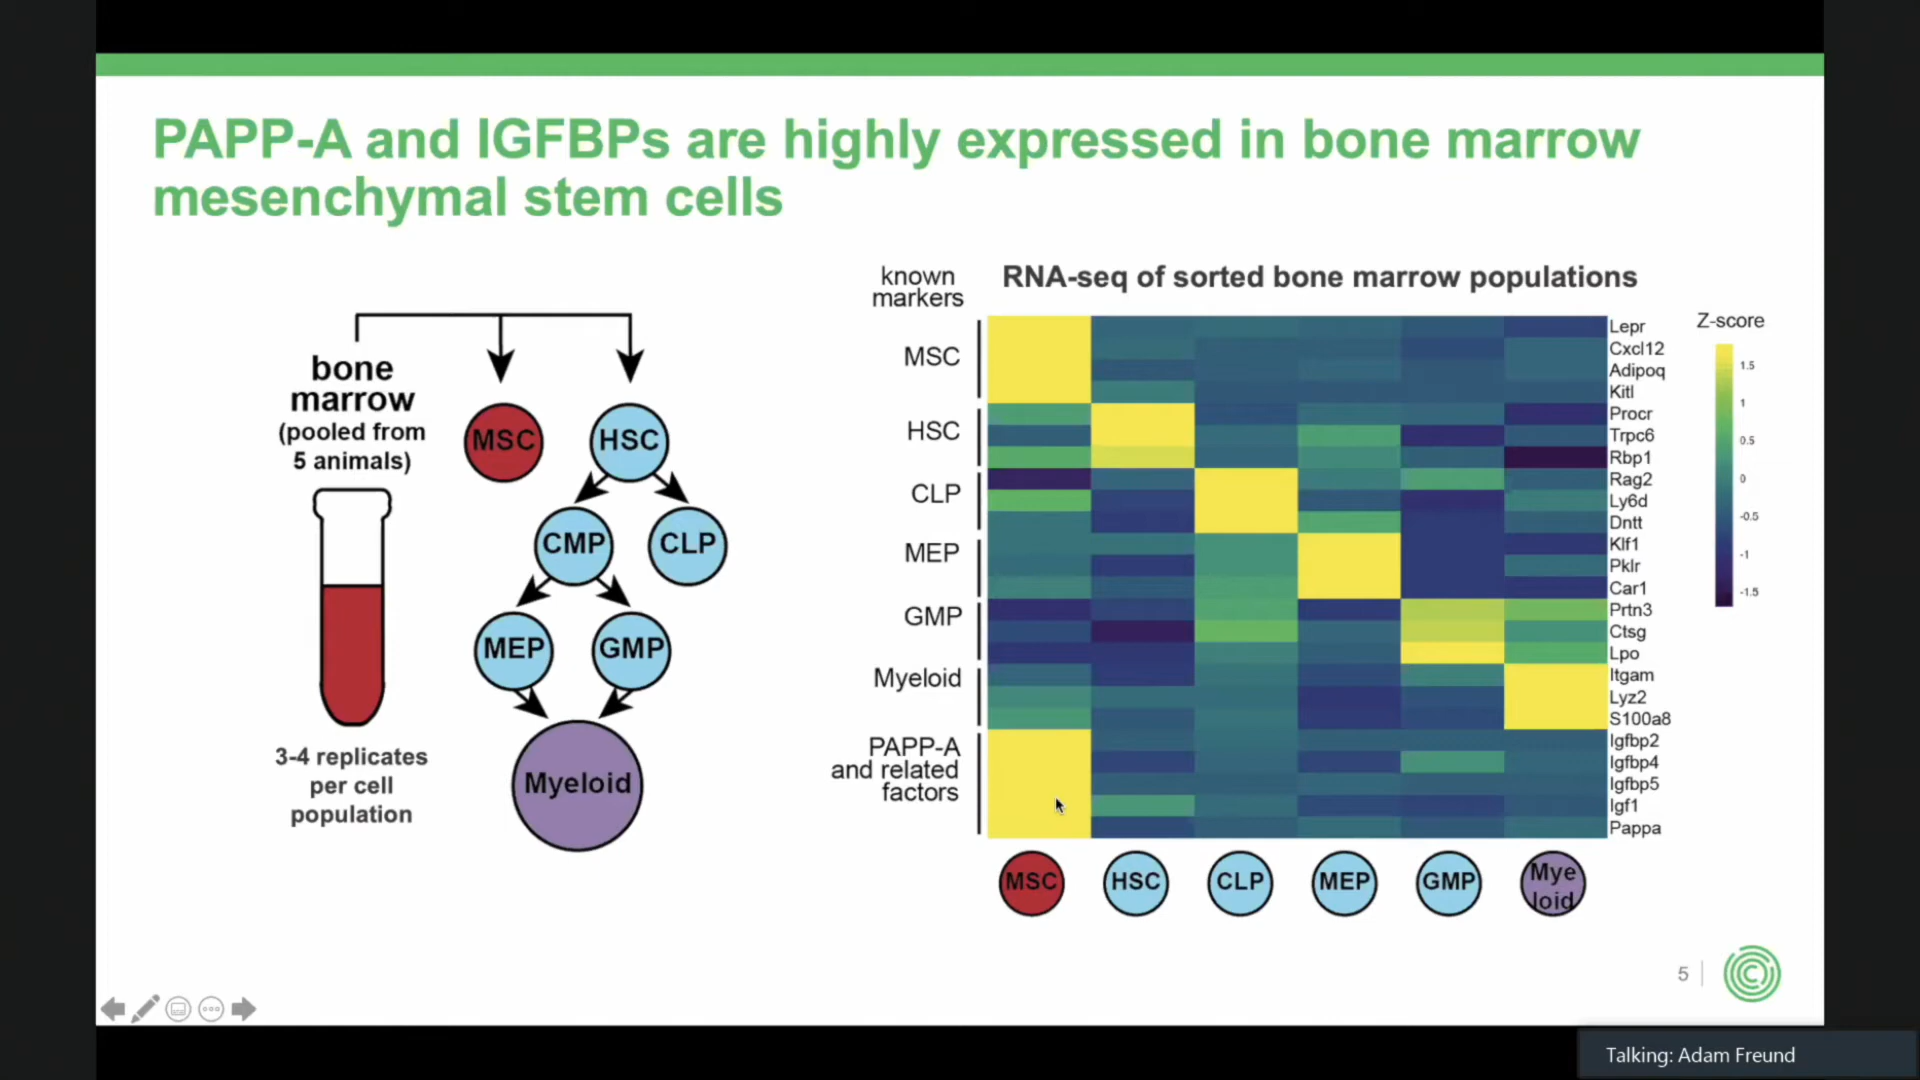 PAPP-A and IGFBPs are highly expressed in bone marrow
mesenchymal stem cells
bone
marrow
(pooled from
5 animals)
3-4 replicates
per cell
population
MSC
HSC
CMP
CLP
MEP
GMP
Myeloid
known
markers
RNA-seq of sorted bone marrow populations
MSC
HSC
CLP
MEP
GMP
Myeloid
PAPP-A
and related
factors
Lepr
Cxcl12
Adipoq
Kitl
Procr
Trpc6
Rbp1
Rag2
Ly6d
Dntt
Klf1
Pklr
Car1
Prtn3
Ctsg
Lpo
Itgam
Lyz2
S100a8
Igfbp2
Igfbp4
Igfbp5
Igf1
Pappa
Z-score
1.5
1
0.5
0
-0.5
-1
-1.5
MSC
HSC
CLP
MEP
GMP
Mye
loid
5
Talking: Adam Freund